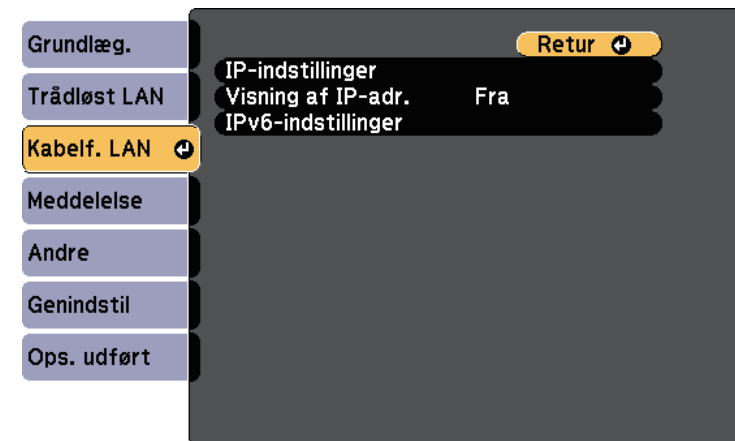 Grundlæg.
Trådløst LAN
Kabelf. LAN
Meddelelse
Andre
Genindstil
Ops. udført
Retur
IP-indstillinger
Visning af IP-adr. Fra
IPv6-indstillinger